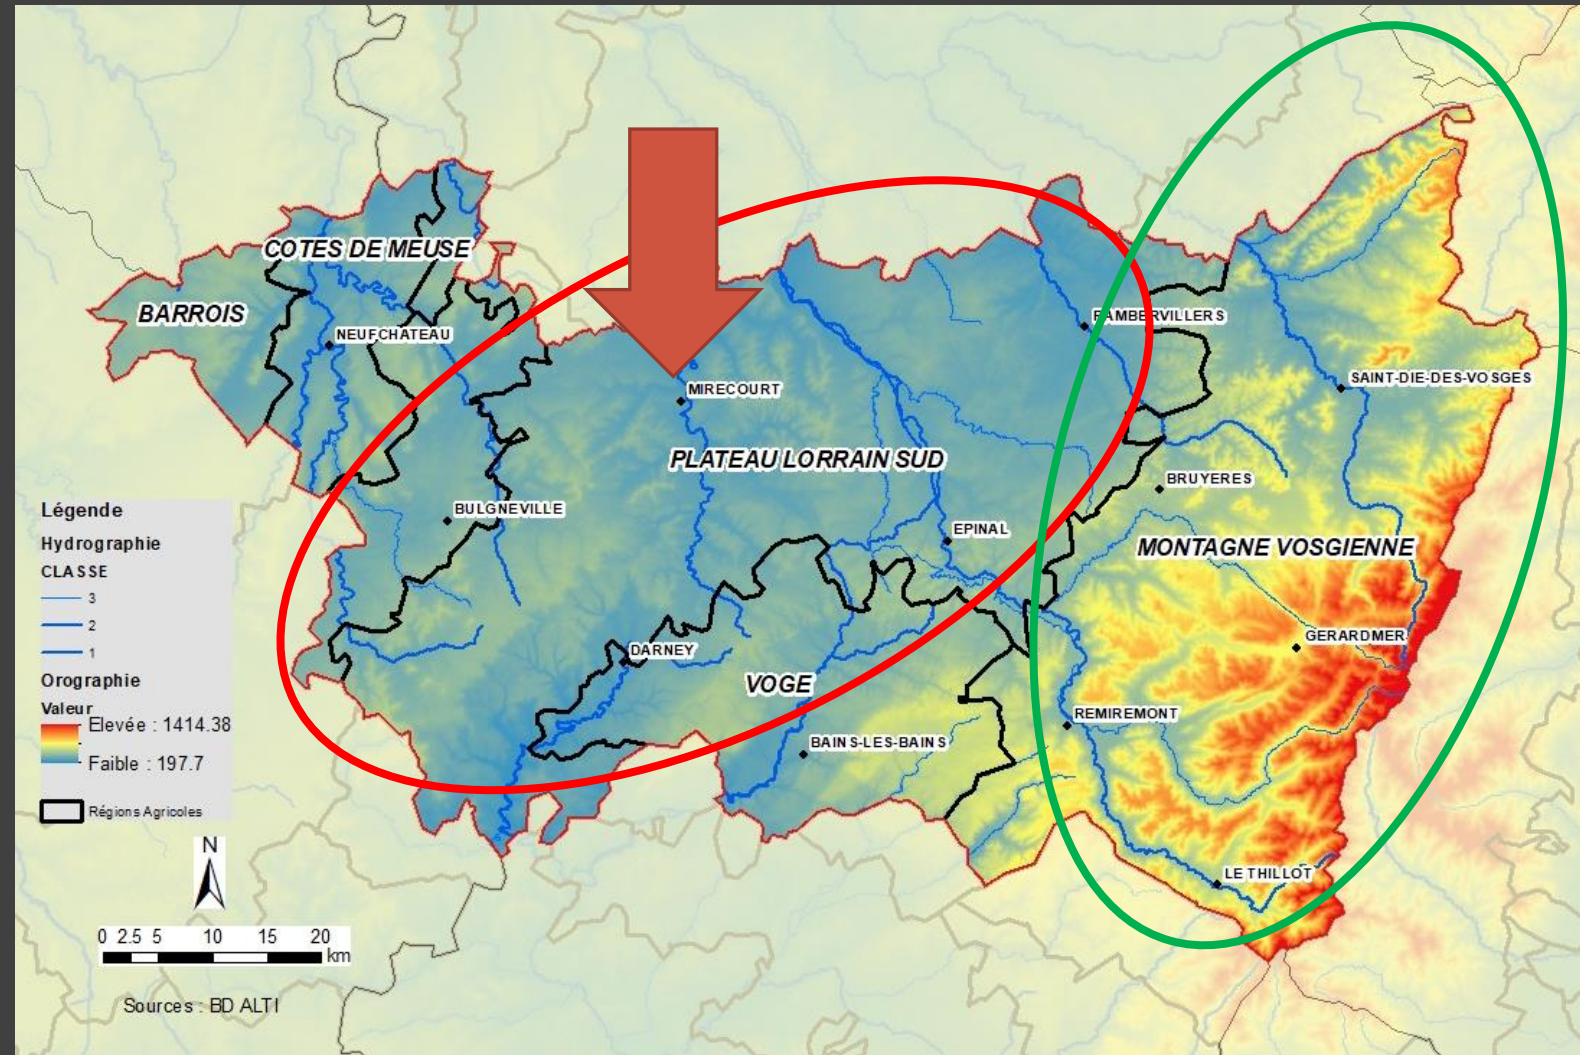 COTES DE MEUSE
BARROIS
NEUFCHATEAU
RAMBERVILLERS
SAINT-DIE-DES-VOSGES
MIRECOURT
PLATEAU LORRAIN SUD
BRUYERES
BULGNEVILLE
EPINAL
MONTAGNE VOSGIENNE
GERARDMER
DARNEY
VOGE
REMIREMONT
BAINS-LES-BAINS
LE THILLOT
Légende
Hydrographie
CLASSE
3
2
1
Orographie
Valeur
Elevée : 1414.38
Faible : 197.7
Régions Agricoles
N
0 2.5 5 10 15 20
km
Sources : BD ALTI